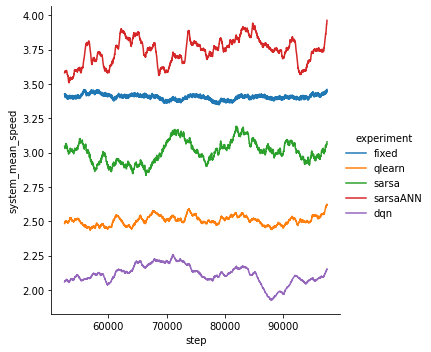 4.00
3.75
3.50
3.25
3.00
2.75
2.50
2.25
2.00
system_mean_speed
60000 70000 80000 90000
step
experiment
fixed
qlearn
sarsa
sarsaANN
dqn